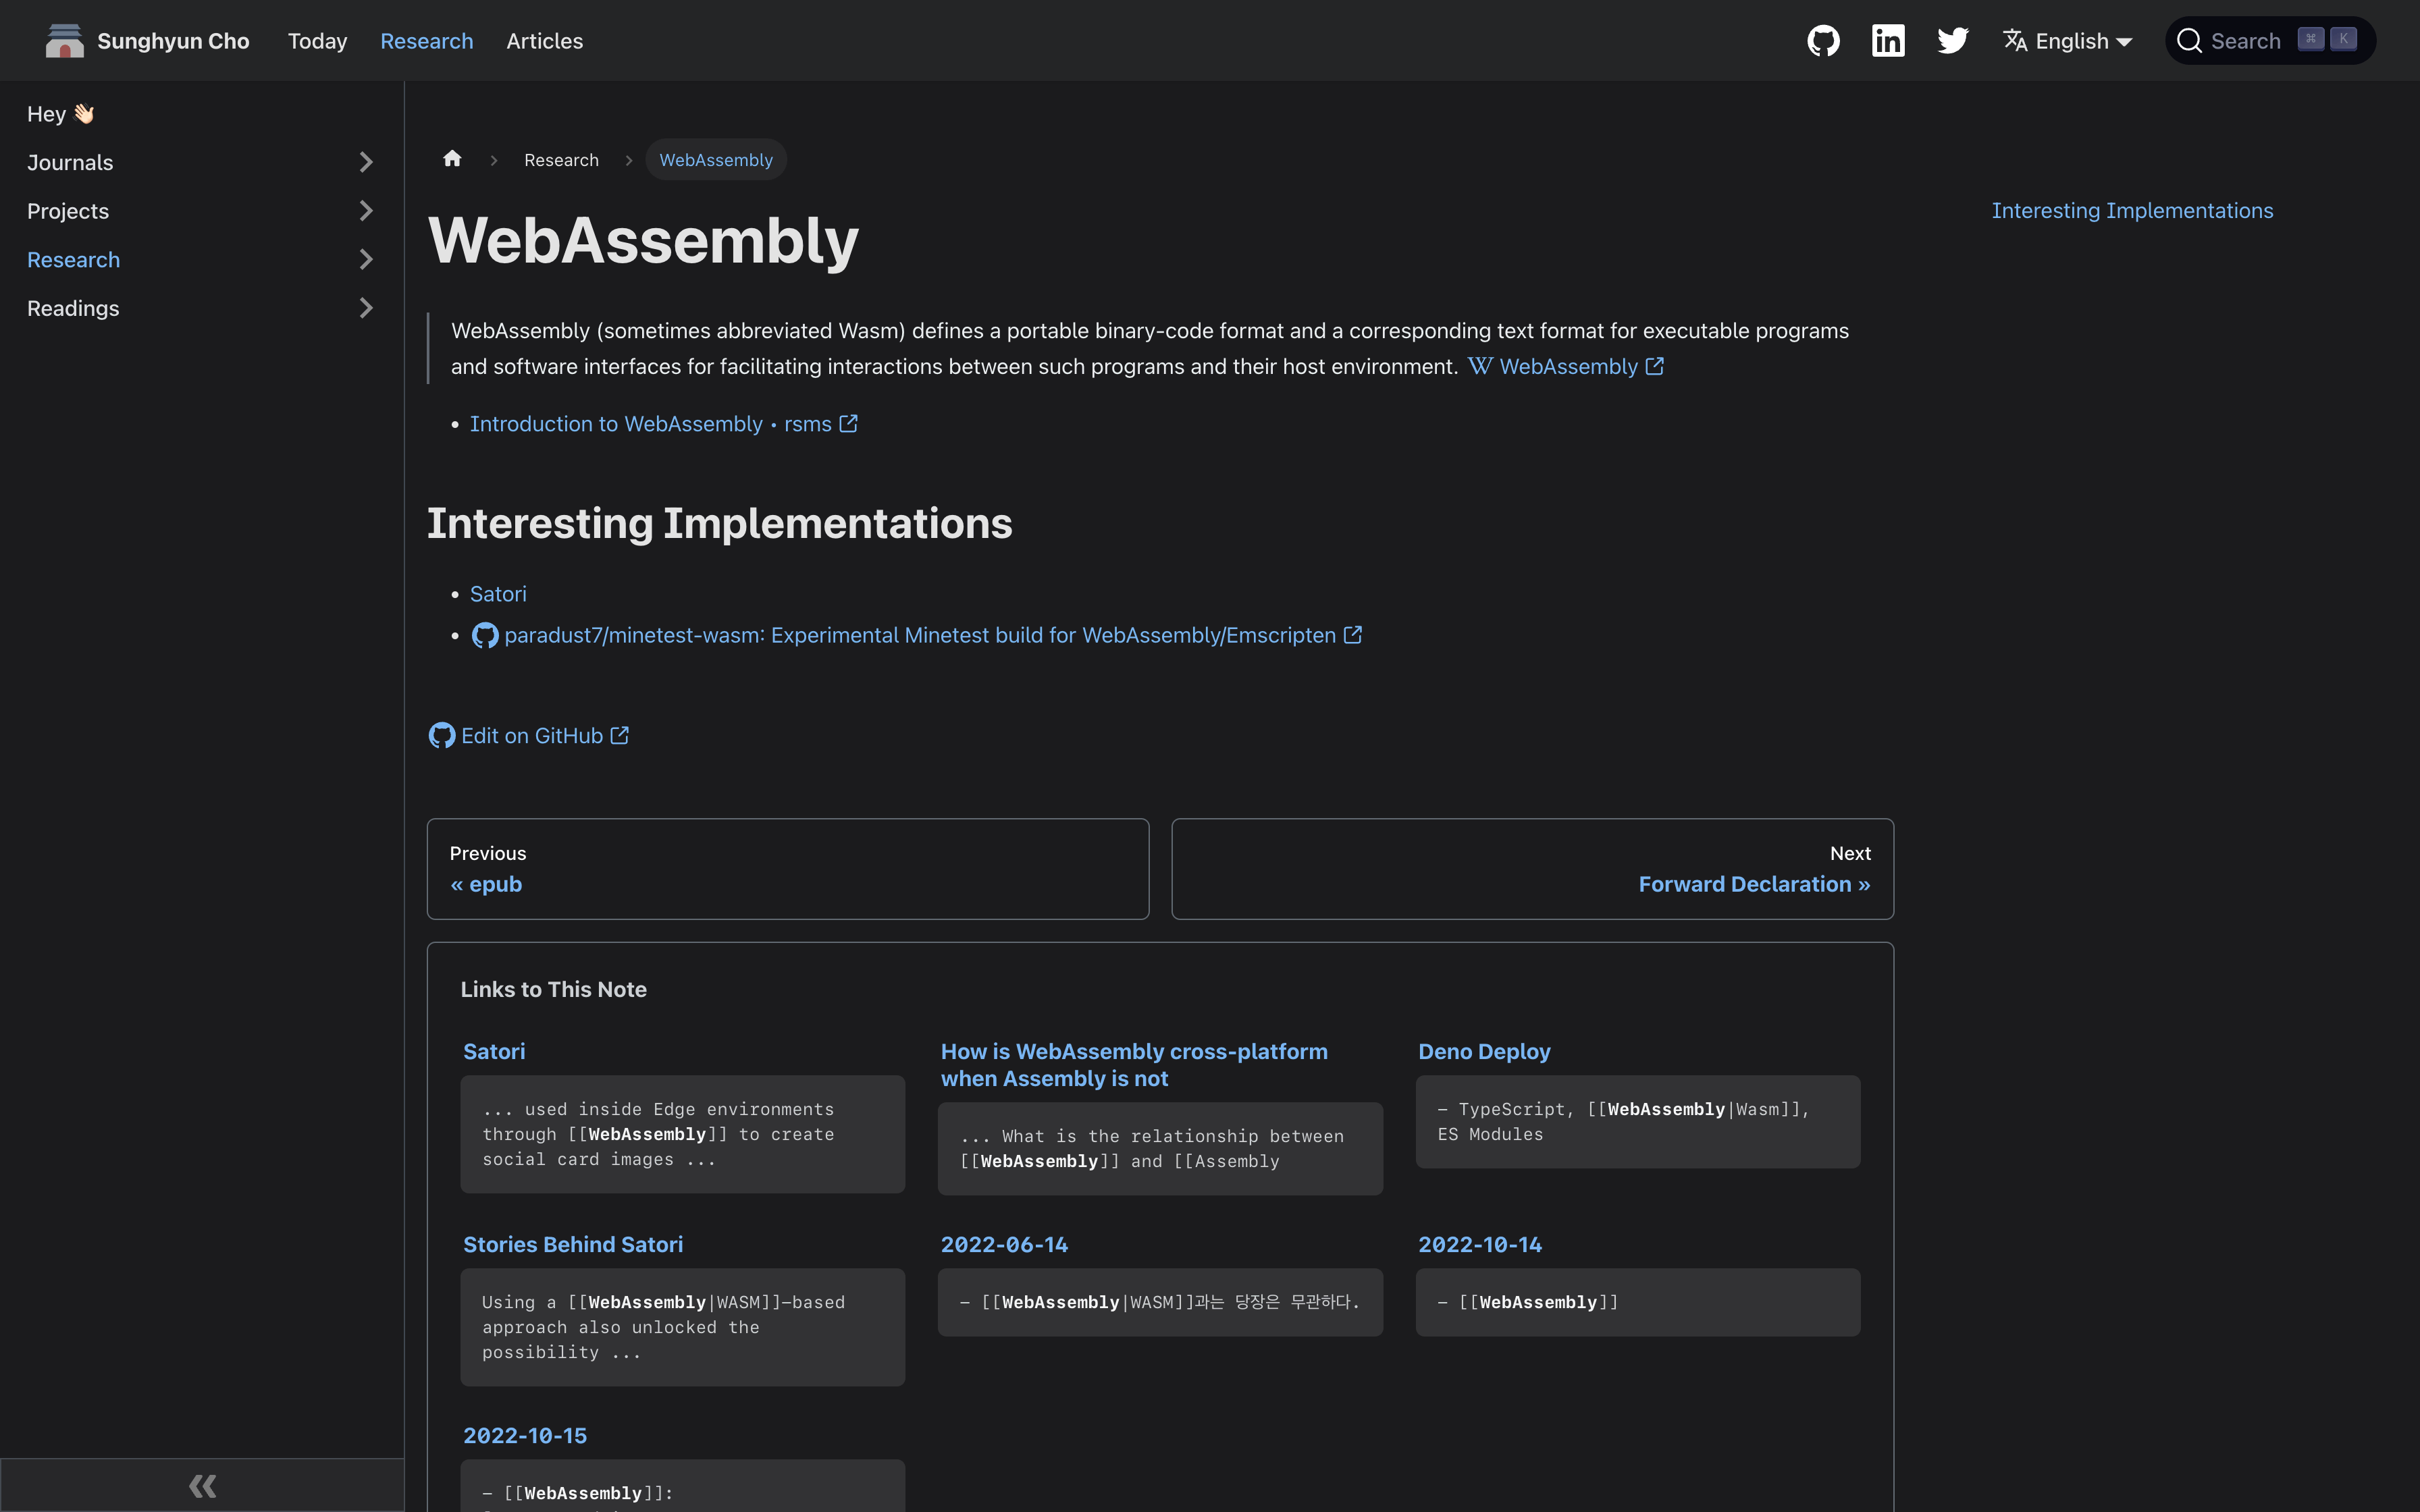 Sunghyun Cho
Today
Research
Articles
English
Search
⌘ K
Hey 👋🏻
Journals
Projects
Research
Readings
Research
WebAssembly
WebAssembly
Interesting Implementations
WebAssembly (sometimes abbreviated Wasm) defines a portable binary-code format and a corresponding text format for executable programs
and software interfaces for facilitating interactions between such programs and their host environment. W WebAssembly
• Introduction to WebAssembly • rsms
Interesting Implementations
• Satori
• paradust7/minetest-wasm: Experimental Minetest build for WebAssembly/Emscripten
Edit on GitHub
Previous
« epub
Next
Forward Declaration »
Links to This Note
Satori
... used inside Edge environments
through [[WebAssembly]] to create
social card images ...
How is WebAssembly cross-platform
when Assembly is not
... What is the relationship between
[[WebAssembly]] and [[Assembly
Deno Deploy
– TypeScript, [[WebAssembly|Wasm]],
ES Modules
Stories Behind Satori
Using a [[WebAssembly|WASM]]-based
approach also unlocked the
possibility ...
2022-06-14
– [[WebAssembly|WASM]]과는 당장은 무관하다.
2022-10-14
– [[WebAssembly]]
2022-10-15
– [[WebAssembly]]: